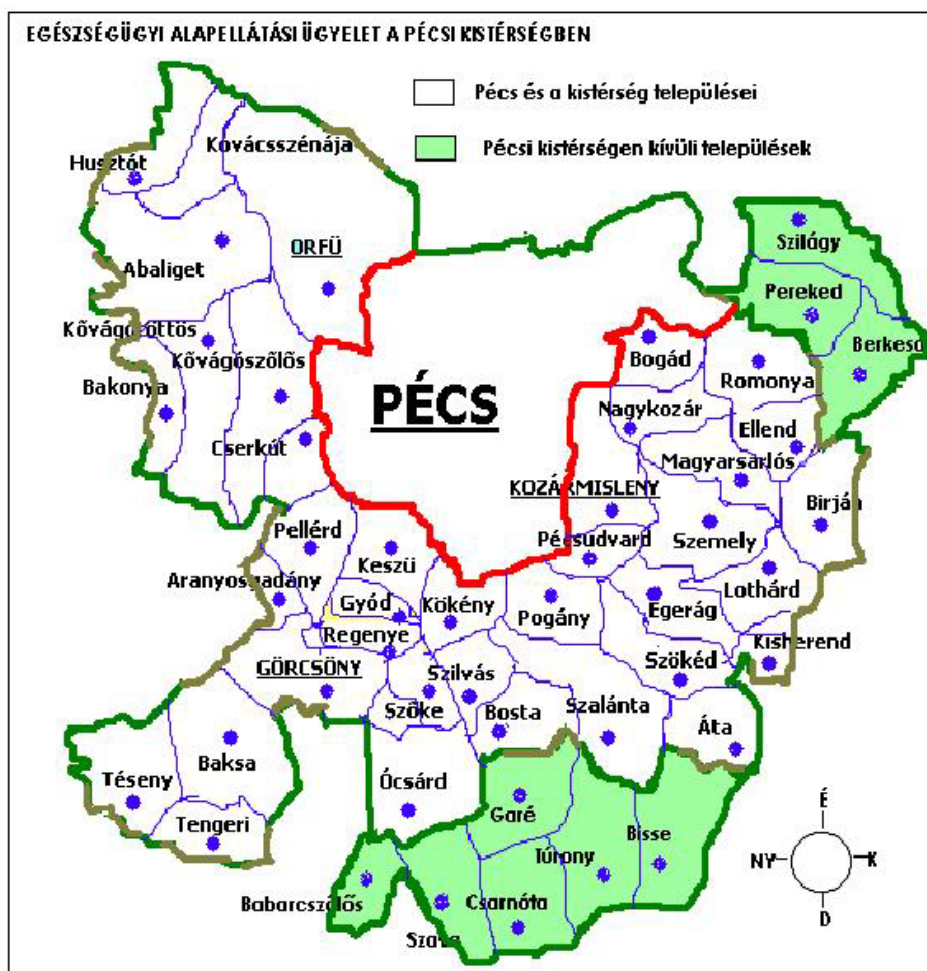 EGÉSZSÉGÜGYI ALAPELLÁTÁSI ÜGYELET A PÉCSI KISTÉRSÉGBEN
Pécs és a kistérség települései
Pécsi kistérségen kívüli települések
Kovácsszénája
Husztót
ORFŰ
Abaliget
Szilágy
Pereked
Kővágótöttös
Kővágószőlős
Berkesd
Bakonya
Bogád
Romonya
PÉCS
Nagykozár
Ellend
Cserkút
Magyarsarlós
KOZÁRMISLENY
Birján
Pellérd
Pécsudvard
Szemely
Keszü
Aranyosgadány
Lothárd
Gyód
Kökény
Pogány
Egerág
Regenye
Kisherend
GÖRCSÖNY
Szilvás
Szőkéd
Szőke
Bosta
Szalánta
Áta
Baksa
Téseny
Ócsárd
Garé
Tengeri
Bisse
Túrony
É
NY
K
D
Babarcszőlős
Csarnóta